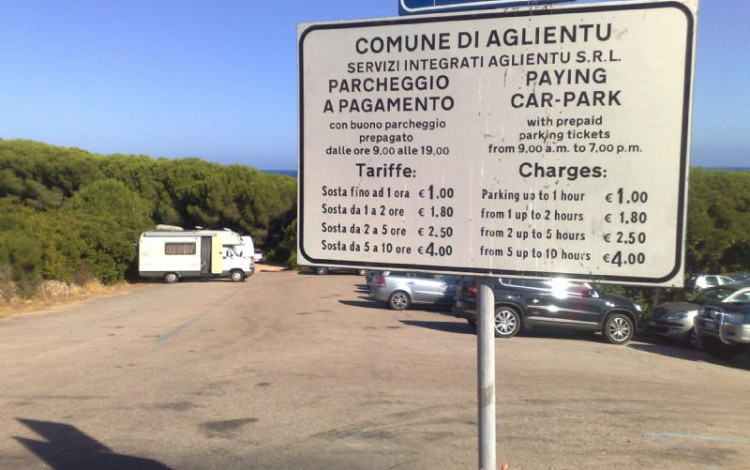 COMUNE DI AGLIENTU
SERVIZI INTEGRATI AGLIENTU S.R.L.
PARCHEGGIO
A PAGAMENTO
con buono parcheggio
prepagato
dalle ore 9,00 alle 19,00
Tariffe:
Sosta fino ad 1 ora € 1.00
Sosta da 1 a 2 ore € 1.80
Sosta da 2 a 5 ore € 2.50
Sosta da 5 a 10 ore € 4.00
PAYING
CAR-PARK
with prepaid
parking tickets
from 9,00 a.m. to 7,00 p.m.
Charges:
Parking up to 1 hour € 1.00
from 1 up to 2 hours € 1.80
from 2 up to 5 hours € 2.50
from 5 up to 10 hours € 4.00